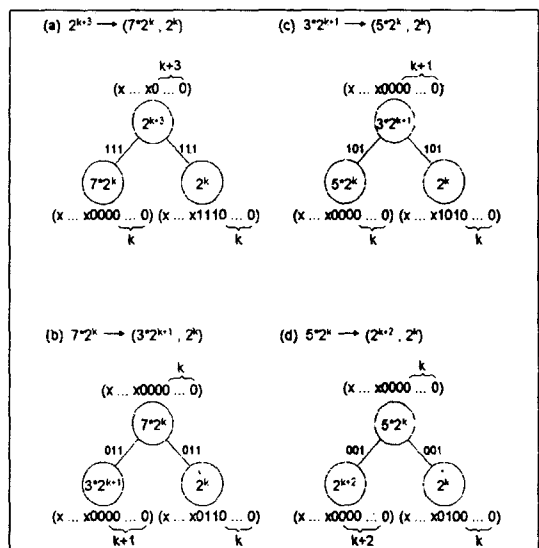 (a) 2^{k+3} → (7*2^k , 2^k)
k+3
(x ... x0 ... 0)
2^{k+3}
111 111
7*2^k 2^k
(x ... x0000 ... 0) (x ... x1110 ... 0)
k k
(c) 3*2^{k+1} → (5*2^k , 2^k)
k+1
(x ... x0000 ... 0)
3*2^{k+1}
101 101
5*2^k 2^k
(x ... x0000 ... 0) (x ... x1010 ... 0)
k k
(b) 7*2^k → (3*2^{k+1} , 2^k)
k
(x ... x0000 ... 0)
7*2^k
011 011
3*2^{k+1} 2^k
(x ... x0000 ... 0) (x ... x0110 ... 0)
k+1 k
(d) 5*2^k → (2^{k+2} , 2^k)
k
(x ... x0000 ... 0)
5*2^k
001 001
2^{k+2} 2^k
(x ... x0000 ... 0) (x ... x0100 ... 0)
k+2 k